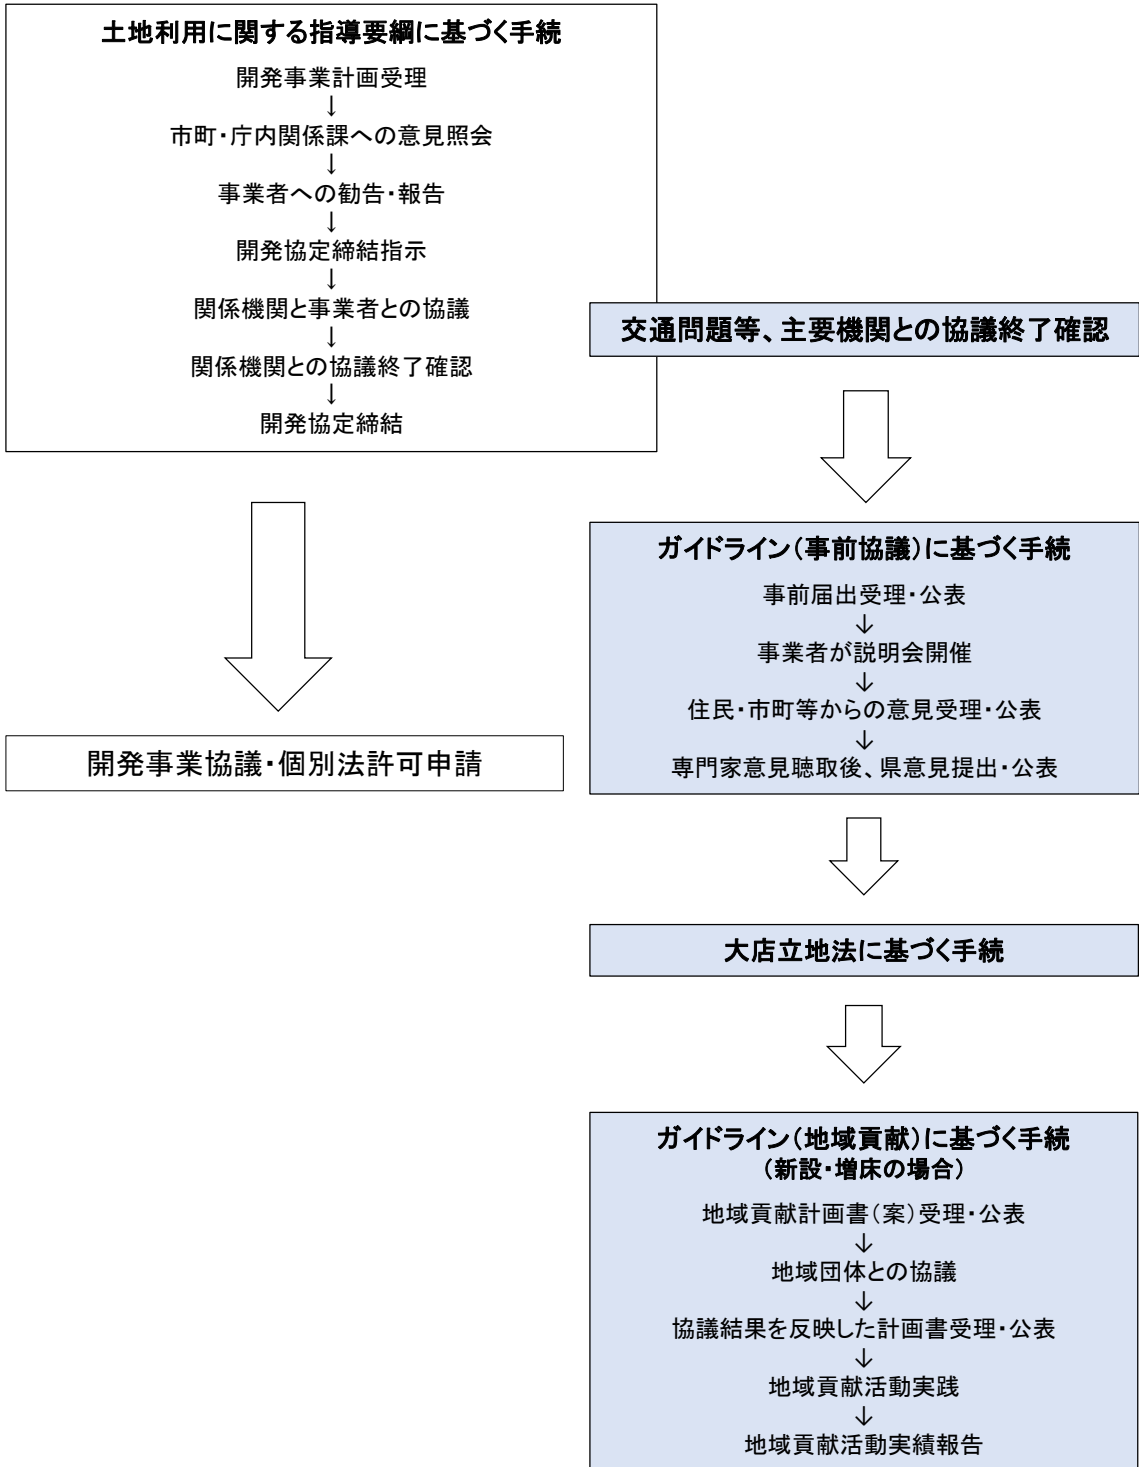 土地利用に関する指導要綱に基づく手続
開発事業計画受理
↓
市町・庁内関係課への意見照会
↓
事業者への勧告・報告
↓
開発協定締結指示
↓
関係機関と事業者との協議
↓
関係機関との協議終了確認
↓
開発協定締結
開発事業協議・個別法許可申請
交通問題等、主要機関との協議終了確認
ガイドライン（事前協議）に基づく手続
事前届出受理・公表
↓
事業者が説明会開催
↓
住民・市町等からの意見受理・公表
↓
専門家意見聴取後、県意見提出・公表
大店立地法に基づく手続
ガイドライン（地域貢献）に基づく手続
（新設・増床の場合）
地域貢献計画書（案）受理・公表
↓
地域団体との協議
↓
協議結果を反映した計画書受理・公表
↓
地域貢献活動実践
↓
地域貢献活動実績報告